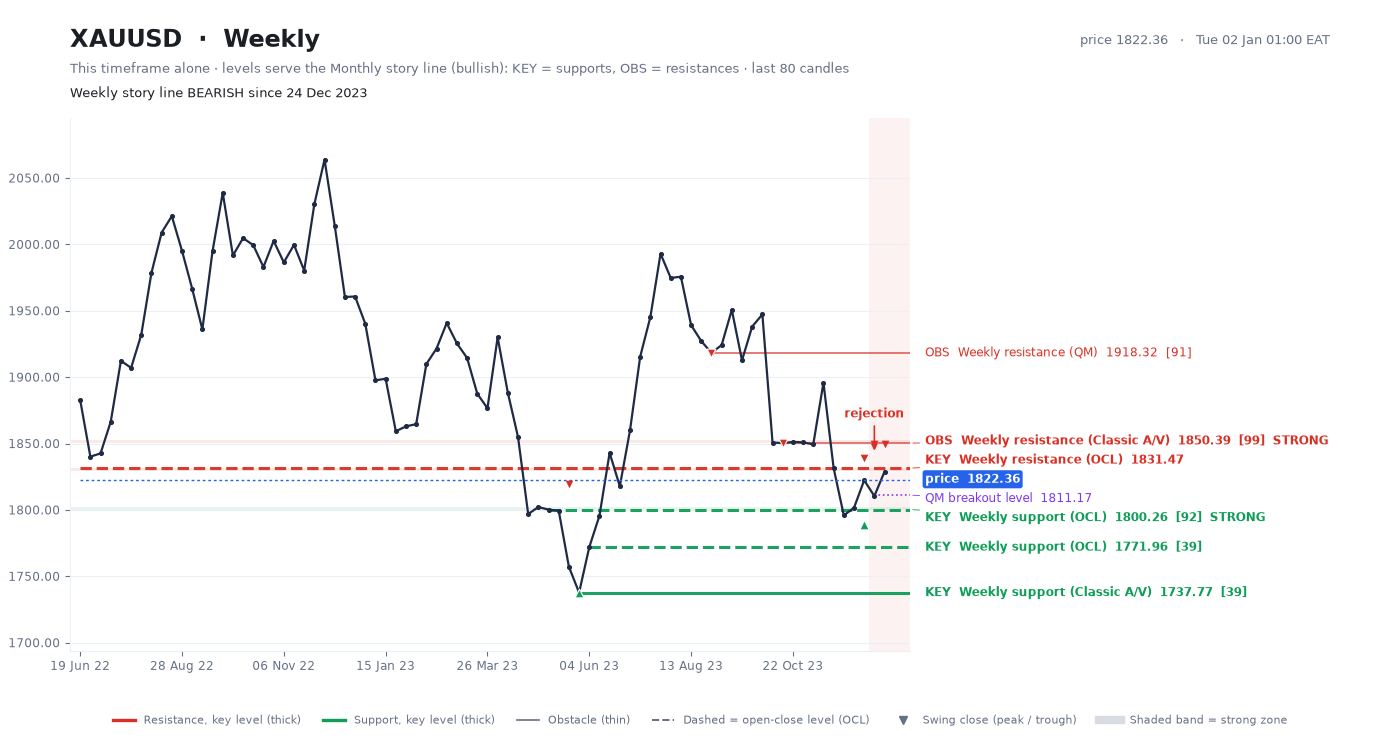 XAUUSD · Weekly
price 1822.36 · Tue 02 Jan 01:00 EAT
This timeframe alone · levels serve the Monthly story line (bullish): KEY = supports, OBS = resistances · last 80 candles
Weekly story line BEARISH since 24 Dec 2023
2050.00
2000.00
1950.00
1900.00
1850.00
1800.00
1750.00
1700.00
OBS Weekly resistance (QM) 1918.32 [91]
rejection
OBS Weekly resistance (Classic A/V) 1850.39 [99] STRONG
KEY Weekly resistance (OCL) 1831.47
price 1822.36
QM breakout level 1811.17
KEY Weekly support (OCL) 1800.26 [92] STRONG
KEY Weekly support (OCL) 1771.96 [39]
KEY Weekly support (Classic A/V) 1737.77 [39]
19 Jun 22 28 Aug 22 06 Nov 22 15 Jan 23 26 Mar 23 04 Jun 23 13 Aug 23 22 Oct 23
Resistance, key level (thick) Support, key level (thick) Obstacle (thin) Dashed = open-close level (OCL) Swing close (peak / trough) Shaded band = strong zone